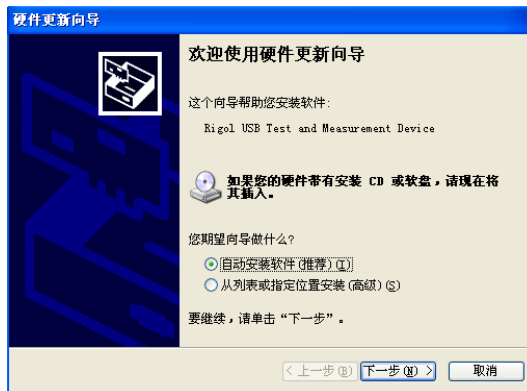 硬件更新向导
欢迎使用硬件更新向导
这个向导帮助您安装软件:
Rigol USB Test and Measurement Device
如果您的硬件带有安装 CD 或软盘，请现在将
其插入。
您期望向导做什么?
自动安装软件(推荐)(I)
从列表或指定位置安装(高级)(S)
要继续，请单击“下一步”。
< 上一步(B) 下一步(N) > 取消